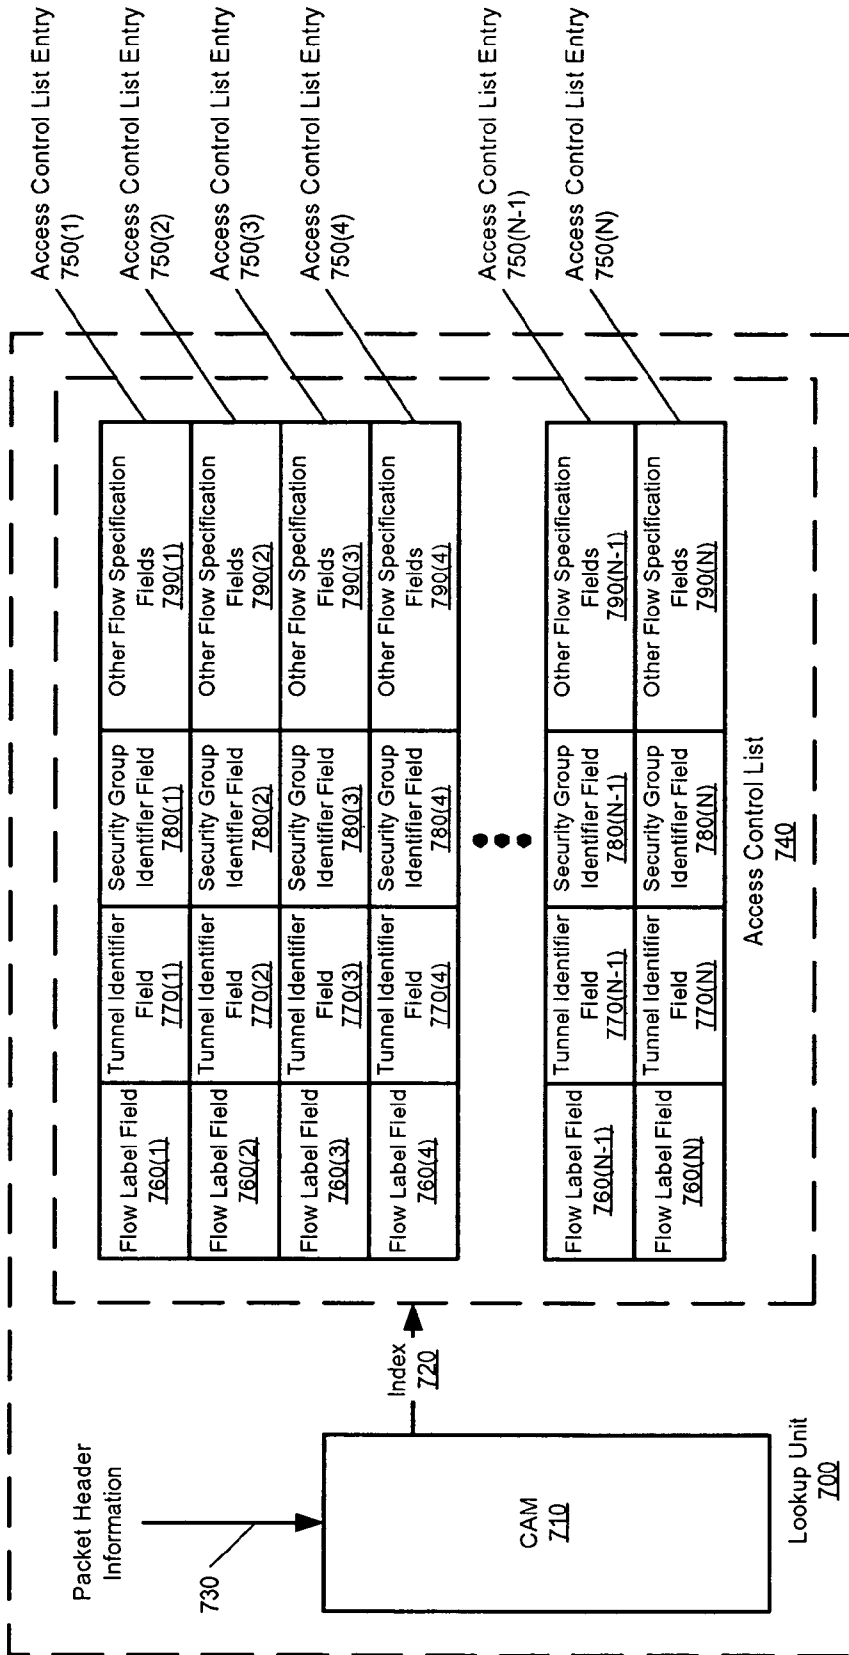 Packet Header
Information
730
CAM
710
Lookup Unit
700
Index
720
Flow Label Field
760(1)
Tunnel Identifier
Field
770(1)
Security Group
Identifier Field
780(1)
Other Flow Specification
Fields
790(1)
Access Control List Entry
750(1)
Flow Label Field
760(2)
Tunnel Identifier
Field
770(2)
Security Group
Identifier Field
780(2)
Other Flow Specification
Fields
790(2)
Access Control List Entry
750(2)
Flow Label Field
760(3)
Tunnel Identifier
Field
770(3)
Security Group
Identifier Field
780(3)
Other Flow Specification
Fields
790(3)
Access Control List Entry
750(3)
Flow Label Field
760(4)
Tunnel Identifier
Field
770(4)
Security Group
Identifier Field
780(4)
Other Flow Specification
Fields
790(4)
Access Control List Entry
750(4)
Flow Label Field
760(N-1)
Tunnel Identifier
Field
770(N-1)
Security Group
Identifier Field
780(N-1)
Other Flow Specification
Fields
790(N-1)
Access Control List Entry
750(N-1)
Flow Label Field
760(N)
Tunnel Identifier
Field
770(N)
Security Group
Identifier Field
780(N)
Other Flow Specification
Fields
790(N)
Access Control List Entry
750(N)
Access Control List
740